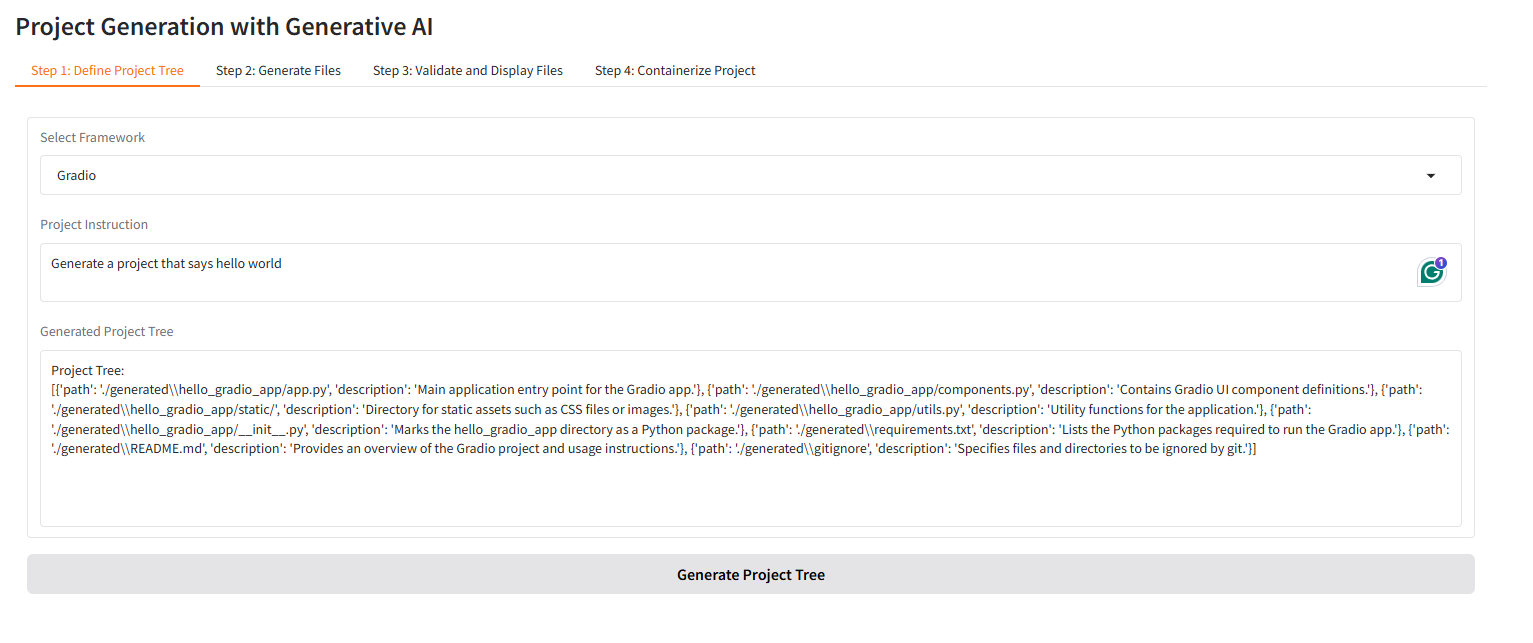 Project Generation with Generative AI
Step 1: Define Project Tree Step 2: Generate Files Step 3: Validate and Display Files Step 4: Containerize Project
Select Framework
Gradio
Project Instruction
Generate a project that says hello world
1
Generated Project Tree
Project Tree:
[{'path': './generated\\hello_gradio_app/app.py', 'description': 'Main application entry point for the Gradio app.'}, {'path': './generated\\hello_gradio_app/components.py', 'description': 'Contains Gradio UI component definitions.'}, {'path':
'./generated\\hello_gradio_app/static/', 'description': 'Directory for static assets such as CSS files or images.'}, {'path': './generated\\hello_gradio_app/utils.py', 'description': 'Utility functions for the application.'}, {'path':
'./generated\\hello_gradio_app/__init__.py', 'description': 'Marks the hello_gradio_app directory as a Python package.'}, {'path': './generated\\requirements.txt', 'description': 'Lists the Python packages required to run the Gradio app.'}, {'path':
'./generated\\README.md', 'description': 'Provides an overview of the Gradio project and usage instructions.'}, {'path': './generated\\gitignore', 'description': 'Specifies files and directories to be ignored by git.'}]
Generate Project Tree